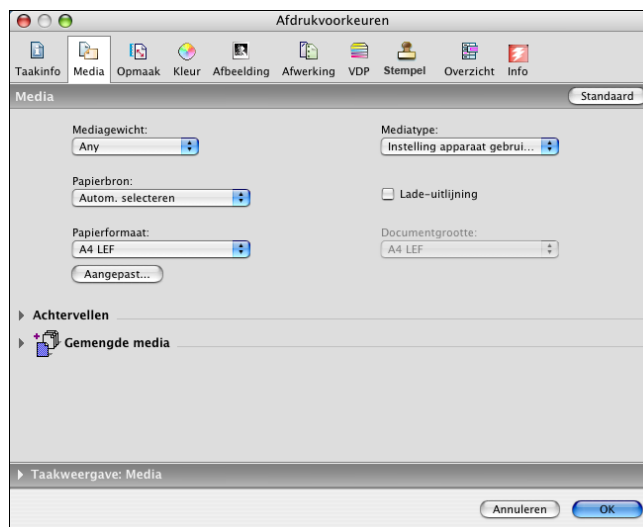 Afdrukvoorkeuren
Taakinfo Media Opmaak Kleur Afbeelding Afwerking VDP Stempel Overzicht Info
Media Standaard
Mediagewicht: Mediatype:
Any Instelling apparaat gebrui...
Papierbron:
Autom. selecteren Lade-uitlijning
Papierformaat: Documentgrootte:
A4 LEF A4 LEF
Aangepast...
Achtervellen
Gemengde media
Taakweergave: Media
Annuleren OK